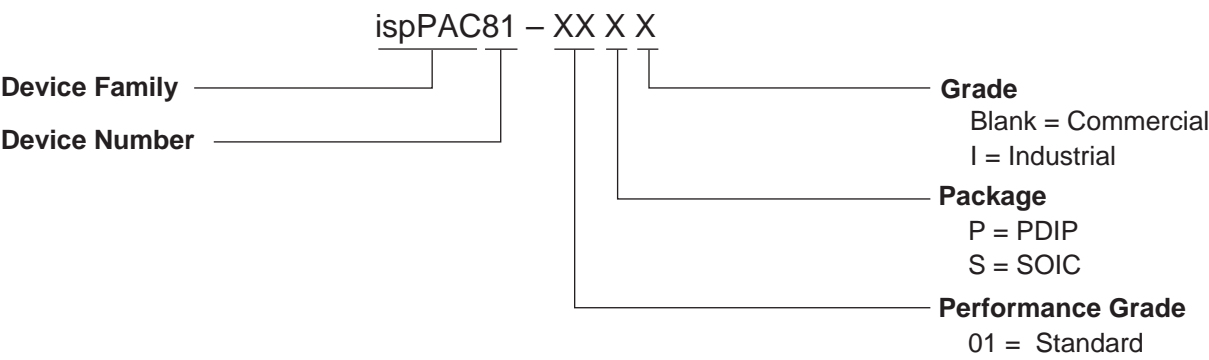 ispPAC81 – XX X X
Device Family
Device Number
Grade
Blank = Commercial
I = Industrial
Package
P = PDIP
S = SOIC
Performance Grade
01 = Standard